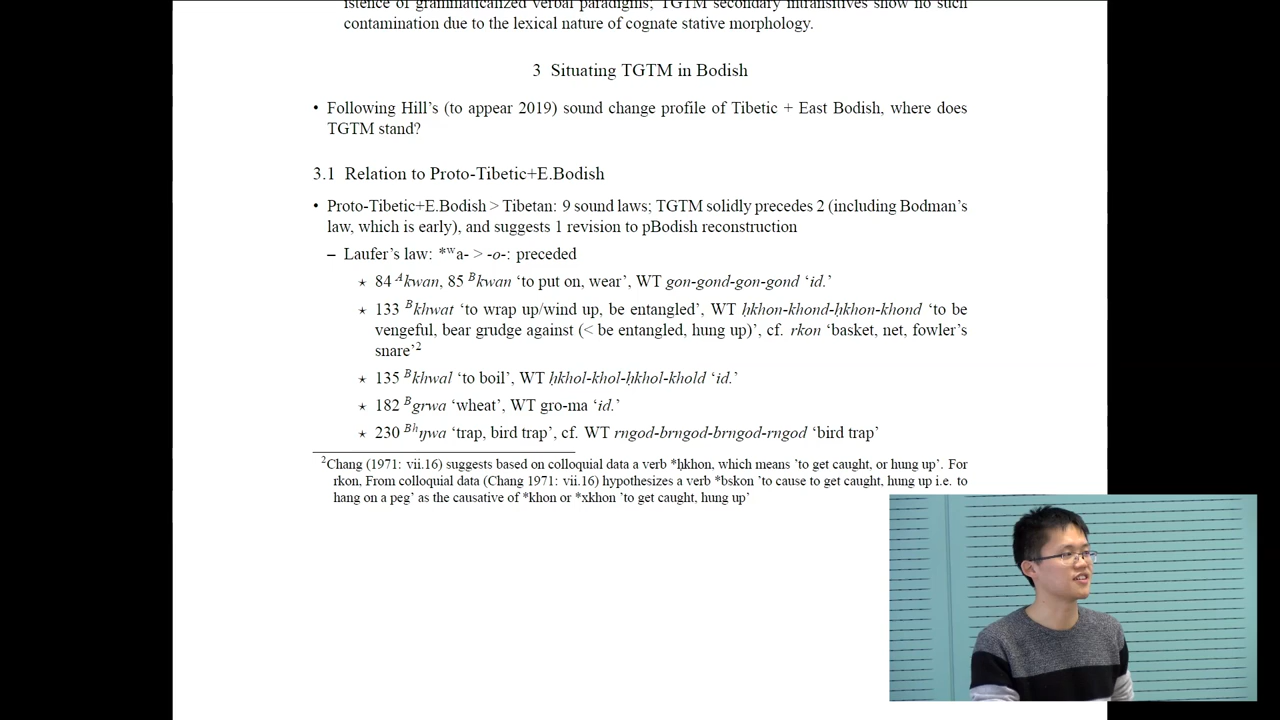 istence of grammaticalized verbal paradigms; TGTM secondary intransitives show no such
contamination due to the lexical nature of cognate stative morphology.
3 Situating TGTM in Bodish
• Following Hill's (to appear 2019) sound change profile of Tibetic + East Bodish, where does
TGTM stand?
3.1 Relation to Proto-Tibetic+E.Bodish
• Proto-Tibetic+E.Bodish > Tibetan: 9 sound laws; TGTM solidly precedes 2 (including Bodman's
law, which is early), and suggests 1 revision to pBodish reconstruction
– Laufer's law: *ʷa- > -o-: preceded
⋆ 84 ᴬkwan, 85 ᴮkwan ‘to put on, wear’, WT gon-gond-gon-gond ‘id.’
⋆ 133 ᴮkhwat ‘to wrap up/wind up, be entangled’, WT ḥkhon-khond-ḥkhon-khond ‘to be
vengeful, bear grudge against (< be entangled, hung up)’, cf. rkon ‘basket, net, fowler's
snare’²
⋆ 135 ᴮkhwal ‘to boil’, WT ḥkhol-khol-ḥkhol-khold ‘id.’
⋆ 182 ᴮgrwa ‘wheat’, WT gro-ma ‘id.’
⋆ 230 ᴮʰŋwa ‘trap, bird trap’, cf. WT rngod-brngod-brngod-rngod ‘bird trap’
²Chang (1971: vii.16) suggests based on colloquial data a verb *ḥkhon, which means ’to get caught, or hung up’. For
rkon, From colloquial data (Chang 1971: vii.16) hypothesizes a verb *bskon ’to cause to get caught, hung up i.e. to
hang on a peg’ as the causative of *khon or *xkhon ’to get caught, hung up’